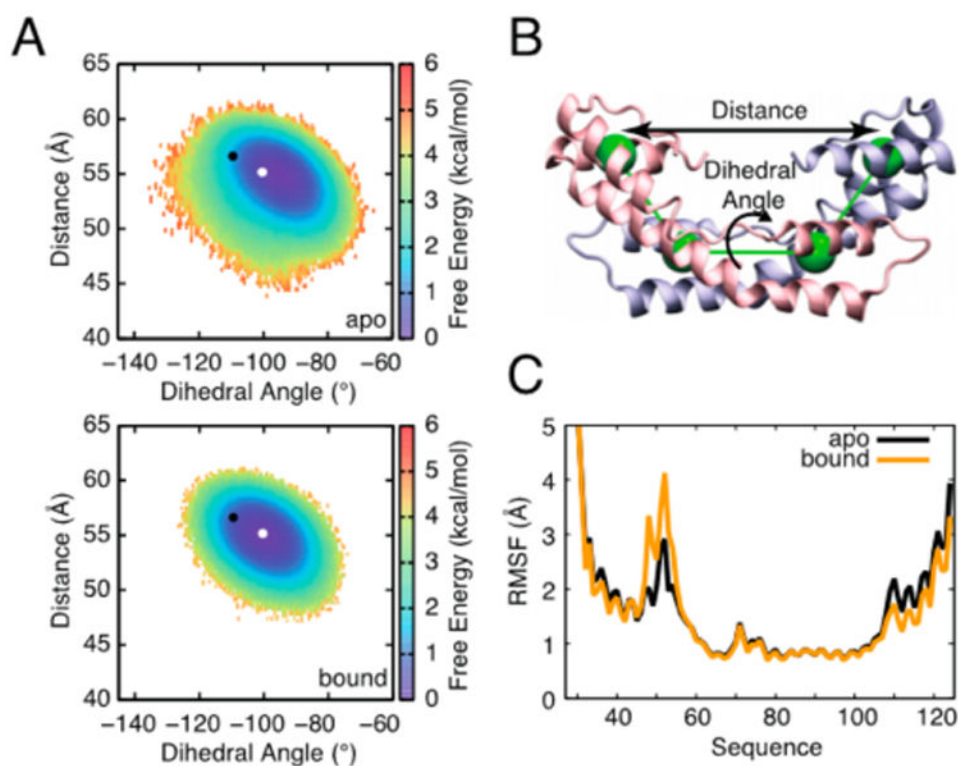 A
65
60
55
50
45
40
Distance (Å)
−140 −120 −100 −80 −60
Dihedral Angle (°)
apo
6
5
4
3
2
1
0
Free Energy (kcal/mol)
65
60
55
50
45
40
Distance (Å)
−140 −120 −100 −80 −60
Dihedral Angle (°)
bound
6
5
4
3
2
1
0
Free Energy (kcal/mol)
B
Distance
Dihedral
Angle
C
5
4
3
2
1
0
RMSF (Å)
apo
bound
40 60 80 100 120
Sequence